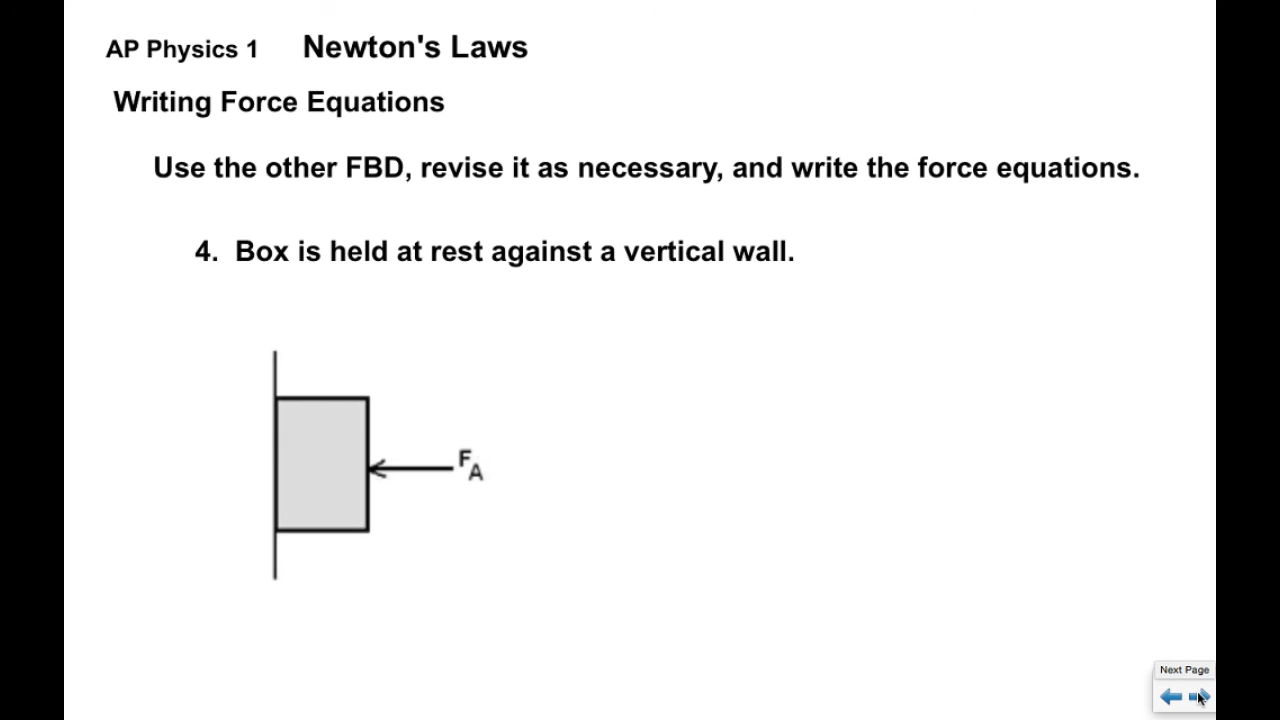 AP Physics 1 Newton's Laws
Writing Force Equations
Use the other FBD, revise it as necessary, and write the force equations.
4. Box is held at rest against a vertical wall.
FA
Next Page